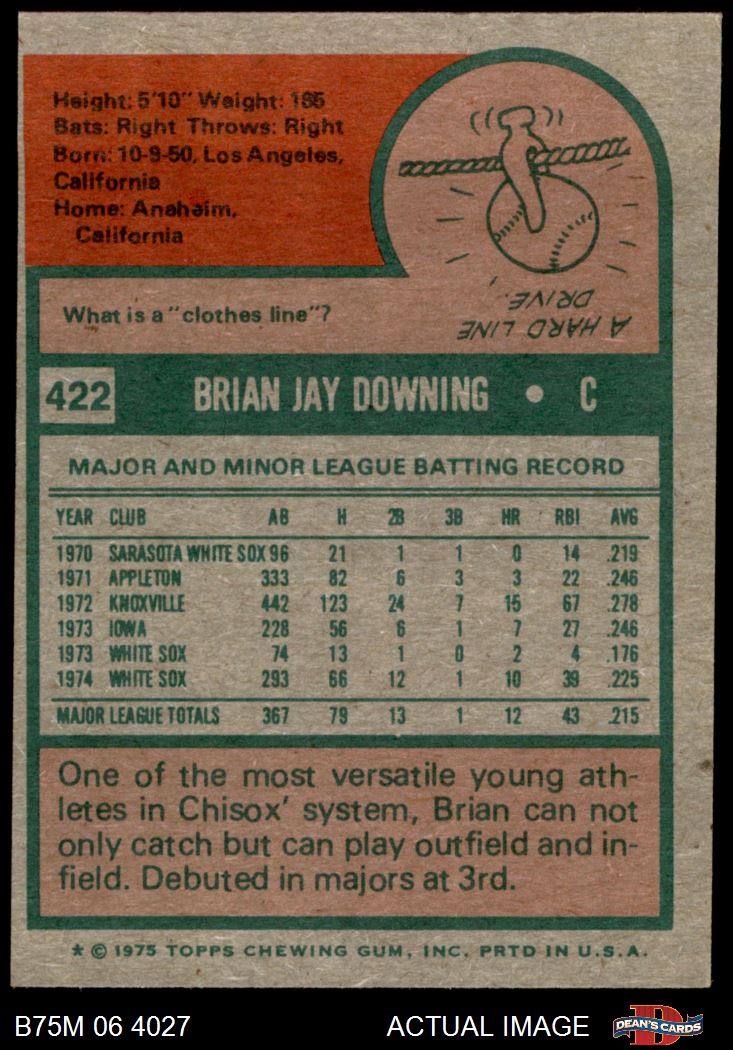 Height: 5'10" Weight: 165
Bats: Right Throws: Right
Born: 10-9-50, Los Angeles,
California
Home: Anaheim,
California
What is a "clothes line"?
A HARD LINE
DRIVE.
422 BRIAN JAY DOWNING • C
MAJOR AND MINOR LEAGUE BATTING RECORD
YEAR CLUB AB H 2B 3B HR RBI AVG
1970 SARASOTA WHITE SOX 96 21 1 1 0 14 .219
1971 APPLETON 333 82 6 3 3 22 .246
1972 KNOXVILLE 442 123 24 7 15 67 .278
1973 IOWA 228 56 6 1 7 27 .246
1973 WHITE SOX 74 13 1 0 2 4 .176
1974 WHITE SOX 293 66 12 1 10 39 .225
MAJOR LEAGUE TOTALS 367 79 13 1 12 43 .215
One of the most versatile young ath-
letes in Chisox' system, Brian can not
only catch but can play outfield and in-
field. Debuted in majors at 3rd.
* © 1975 TOPPS CHEWING GUM, INC. PRTD IN U.S.A.
B75M 06 4027 ACTUAL IMAGE DEAN'S CARDS